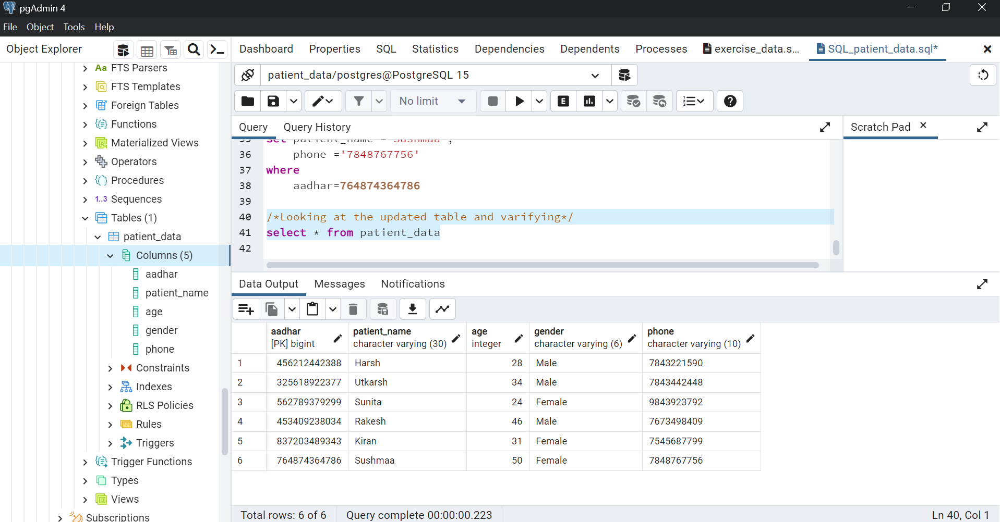 pgAdmin 4
File Object Tools Help
Object Explorer
Dashboard Properties SQL Statistics Dependencies Dependents Processes exercise_data.s... SQL_patient_data.sql*
Aa FTS Parsers
FTS Templates
Foreign Tables
Functions
Materialized Views
Operators
Procedures
1..3 Sequences
Tables (1)
patient_data
Columns (5)
aadhar
patient_name
age
gender
phone
Constraints
Indexes
RLS Policies
Rules
Triggers
Trigger Functions
Types
Views
Subscriptions
patient_data/postgres@PostgreSQL 15
No limit
E
Query Query History
Scratch Pad
35 set patient_name = 'Sushmaa',
36 phone ='7848767756'
37 where
38 aadhar=764874364786
39
40 /*Looking at the updated table and varifying*/
41 select * from patient_data
42
Data Output Messages Notifications
aadhar patient_name age gender phone
[PK] bigint character varying (30) integer character varying (6) character varying (10)
1 456212442388 Harsh 28 Male 7843221590
2 325618922377 Utkarsh 34 Male 7843442448
3 562789379299 Sunita 24 Female 9843923792
4 453409238034 Rakesh 46 Male 7673498409
5 837203489343 Kiran 31 Female 7545687799
6 764874364786 Sushmaa 50 Female 7848767756
Total rows: 6 of 6 Query complete 00:00:00.223 Ln 40, Col 1